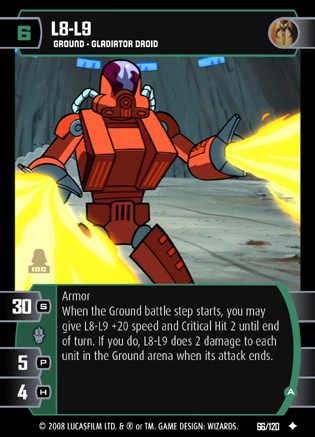 6
L8-L9
GROUND - GLADIATOR DROID
IDC
30 S
5 P
4 H
Armor
When the Ground battle step starts, you may
give L8-L9 +20 speed and Critical Hit 2 until end
of turn. If you do, L8-L9 does 2 damage to each
unit in the Ground arena when its attack ends.
A
© 2008 LUCASFILM LTD. & ® or TM. GAME DESIGN: WIZARDS.
66/120